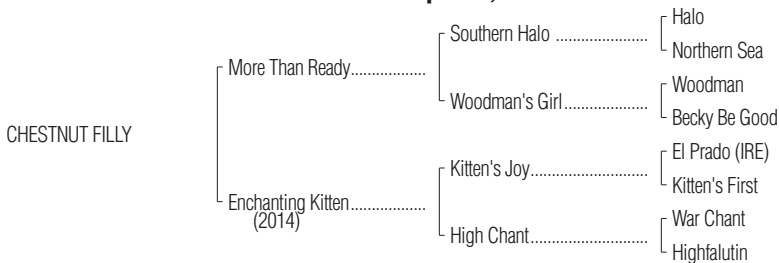 Halo
Southern Halo ......................
Northern Sea
More Than Ready..................
Woodman
Woodman's Girl....................
Becky Be Good
CHESTNUT FILLY
El Prado (IRE)
Kitten's Joy............................
Kitten's First
Enchanting Kitten..................
(2014)
War Chant
High Chant............................
Highfalutin